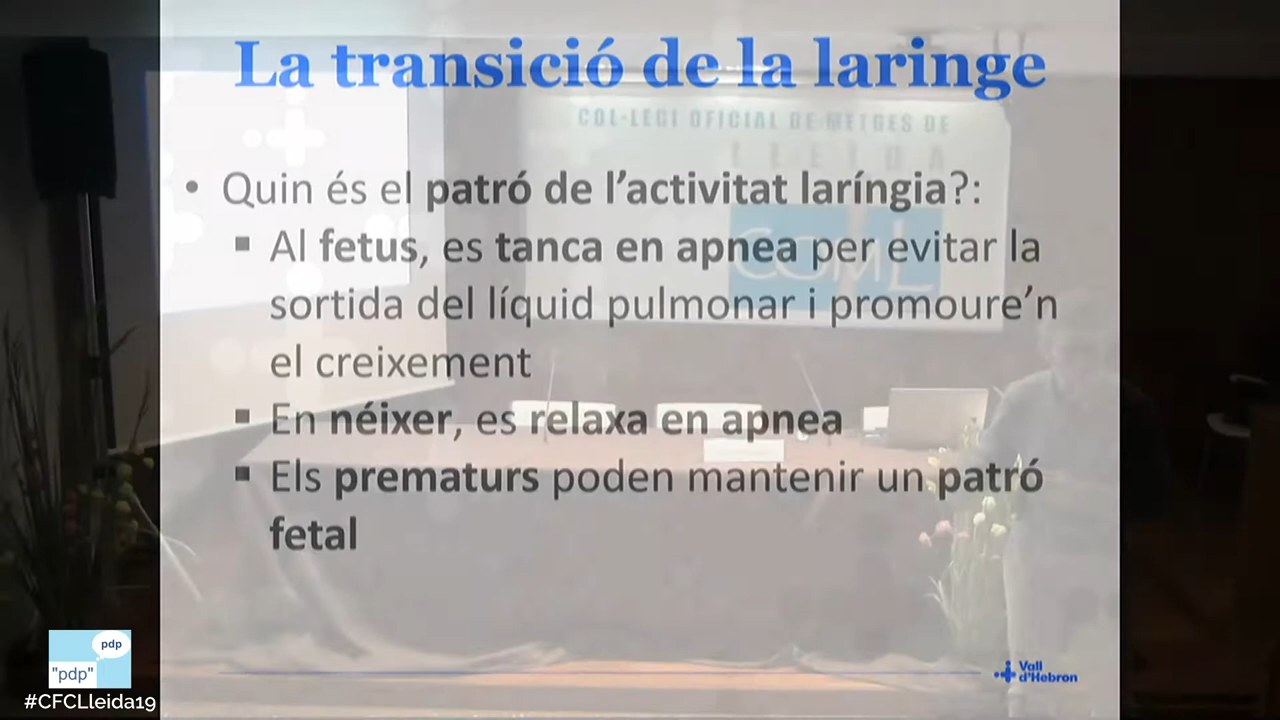 La transició de la laringe
COL·LEGI OFICIAL DE METGES DE
LLEIDA
COML
• Quin és el patró de l'activitat laríngia?:
▪ Al fetus, es tanca en apnea per evitar la
sortida del líquid pulmonar i promoure'n
el creixement
▪ En néixer, es relaxa en apnea
▪ Els prematurs poden mantenir un patró
fetal
pdp
"pdp"
#CFCLleida19
Vall
d'Hebron